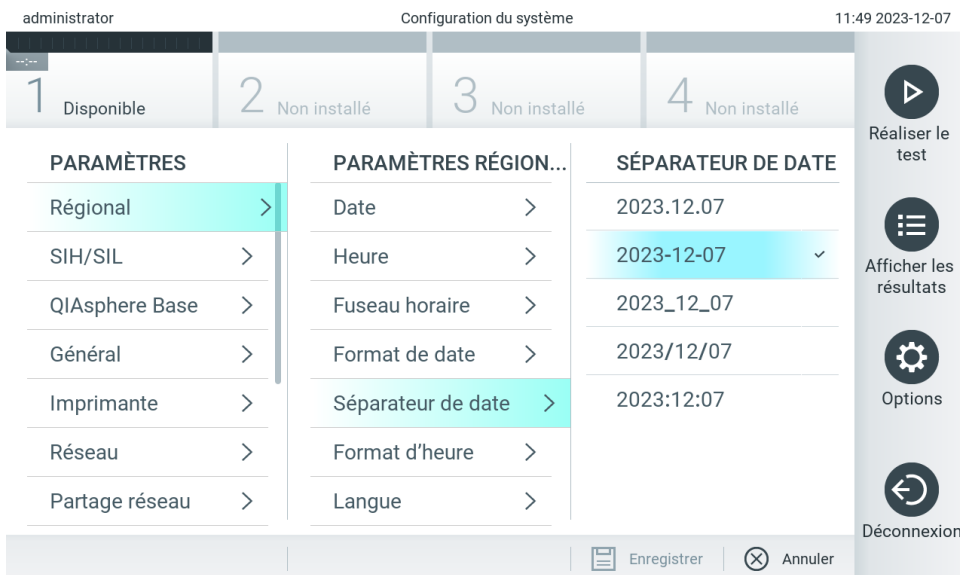 administrator
Configuration du système
11:49 2023-12-07
--:--
1 Disponible
2 Non installé
3 Non installé
4 Non installé
PARAMÈTRES
Régional
SIH/SIL
QIAsphere Base
Général
Imprimante
Réseau
Partage réseau
PARAMÈTRES RÉGION...
Date
Heure
Fuseau horaire
Format de date
Séparateur de date
Format d’heure
Langue
SÉPARATEUR DE DATE
2023.12.07
2023-12-07
2023_12_07
2023/12/07
2023:12:07
Réaliser le
test
Afficher les
résultats
Options
Déconnexion
Enregistrer
Annuler